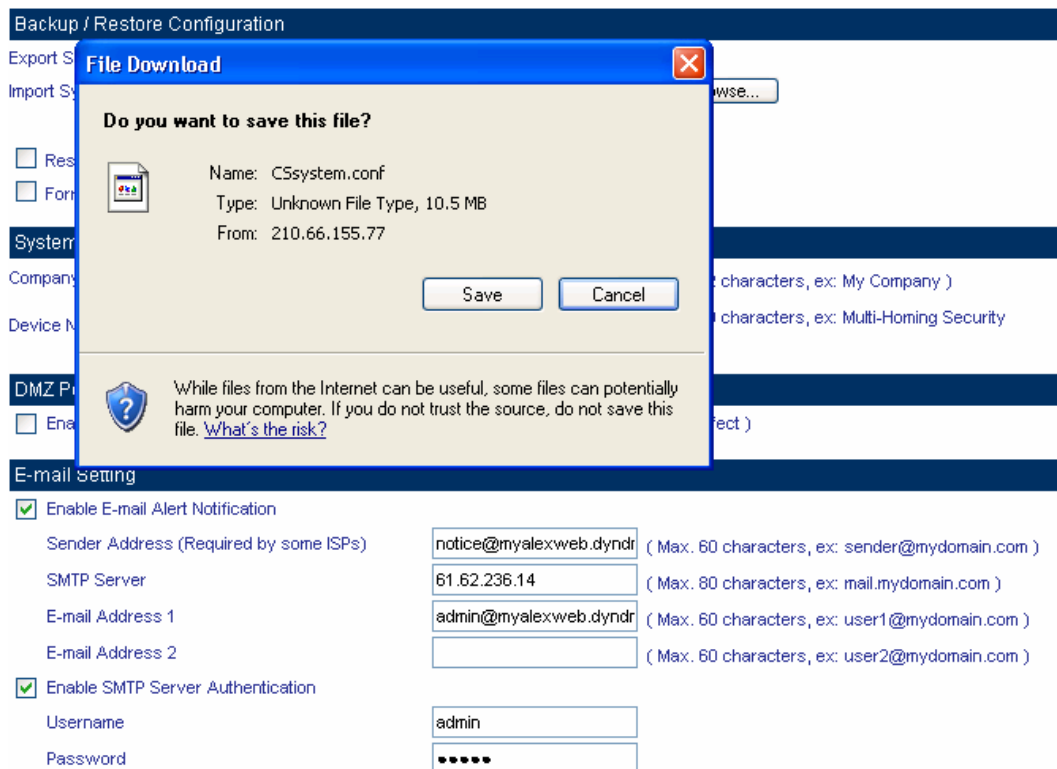 Backup / Restore Configuration
Export S
File Download
Import Sy
wse...
Do you want to save this file?
Res
Name: CSsystem.conf
Forr
Type: Unknown File Type, 10.5 MB
From: 210.66.155.77
System
Company
Save Cancel
characters, ex: My Company )
Device N
characters, ex: Multi-Homing Security
DMZ P
While files from the Internet can be useful, some files can potentially
harm your computer. If you do not trust the source, do not save this
file. What's the risk?
Ena
fect )
E-mail Setting
Enable E-mail Alert Notification
Sender Address (Required by some ISPs) notice@myalexweb.dyndr ( Max. 60 characters, ex: sender@mydomain.com )
SMTP Server 61.62.236.14 ( Max. 80 characters, ex: mail.mydomain.com )
E-mail Address 1 admin@myalexweb.dyndr ( Max. 60 characters, ex: user1@mydomain.com )
E-mail Address 2 ( Max. 60 characters, ex: user2@mydomain.com )
Enable SMTP Server Authentication
Username admin
Password •••••